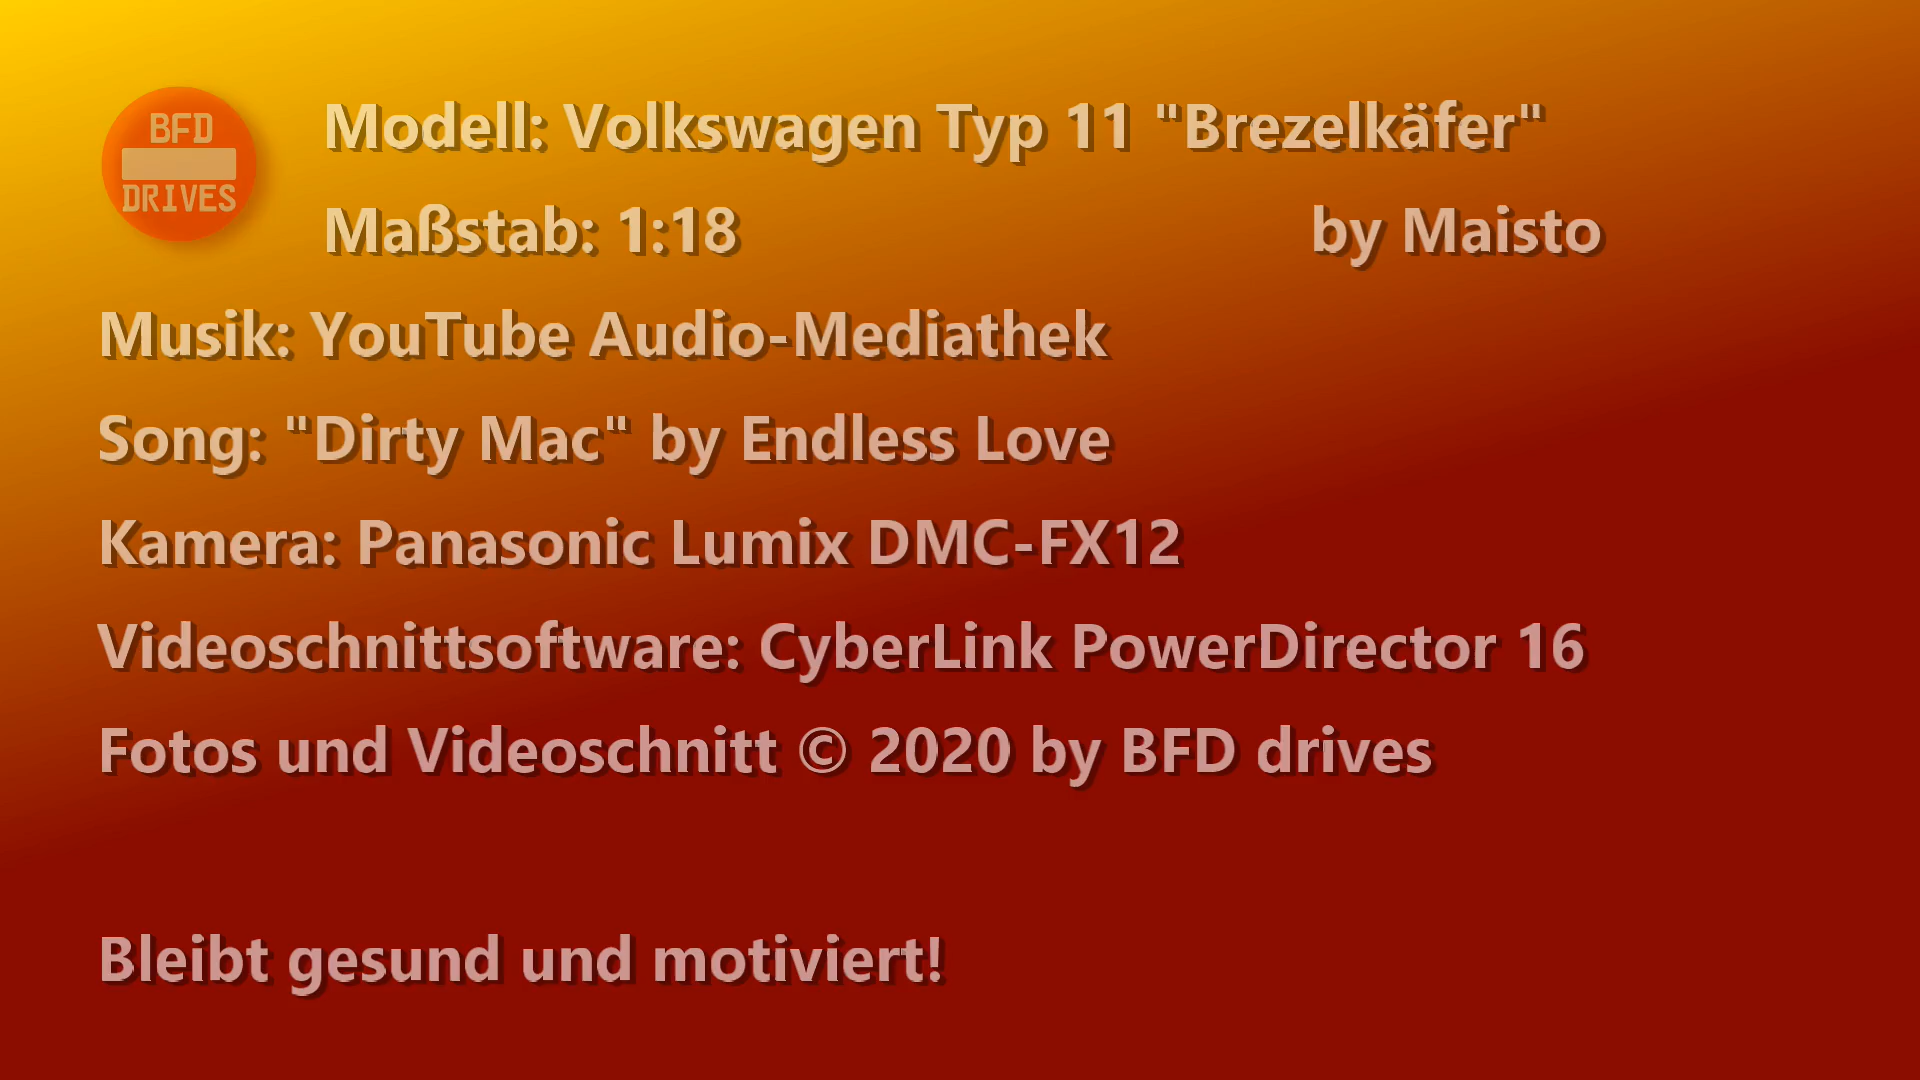 BFD
DRIVES
Modell: Volkswagen Typ 11 "Brezelkäfer"
Maßstab: 1:18 by Maisto
Musik: YouTube Audio-Mediathek
Song: "Dirty Mac" by Endless Love
Kamera: Panasonic Lumix DMC-FX12
Videoschnittsoftware: CyberLink PowerDirector 16
Fotos und Videoschnitt © 2020 by BFD drives
Bleibt gesund und motiviert!